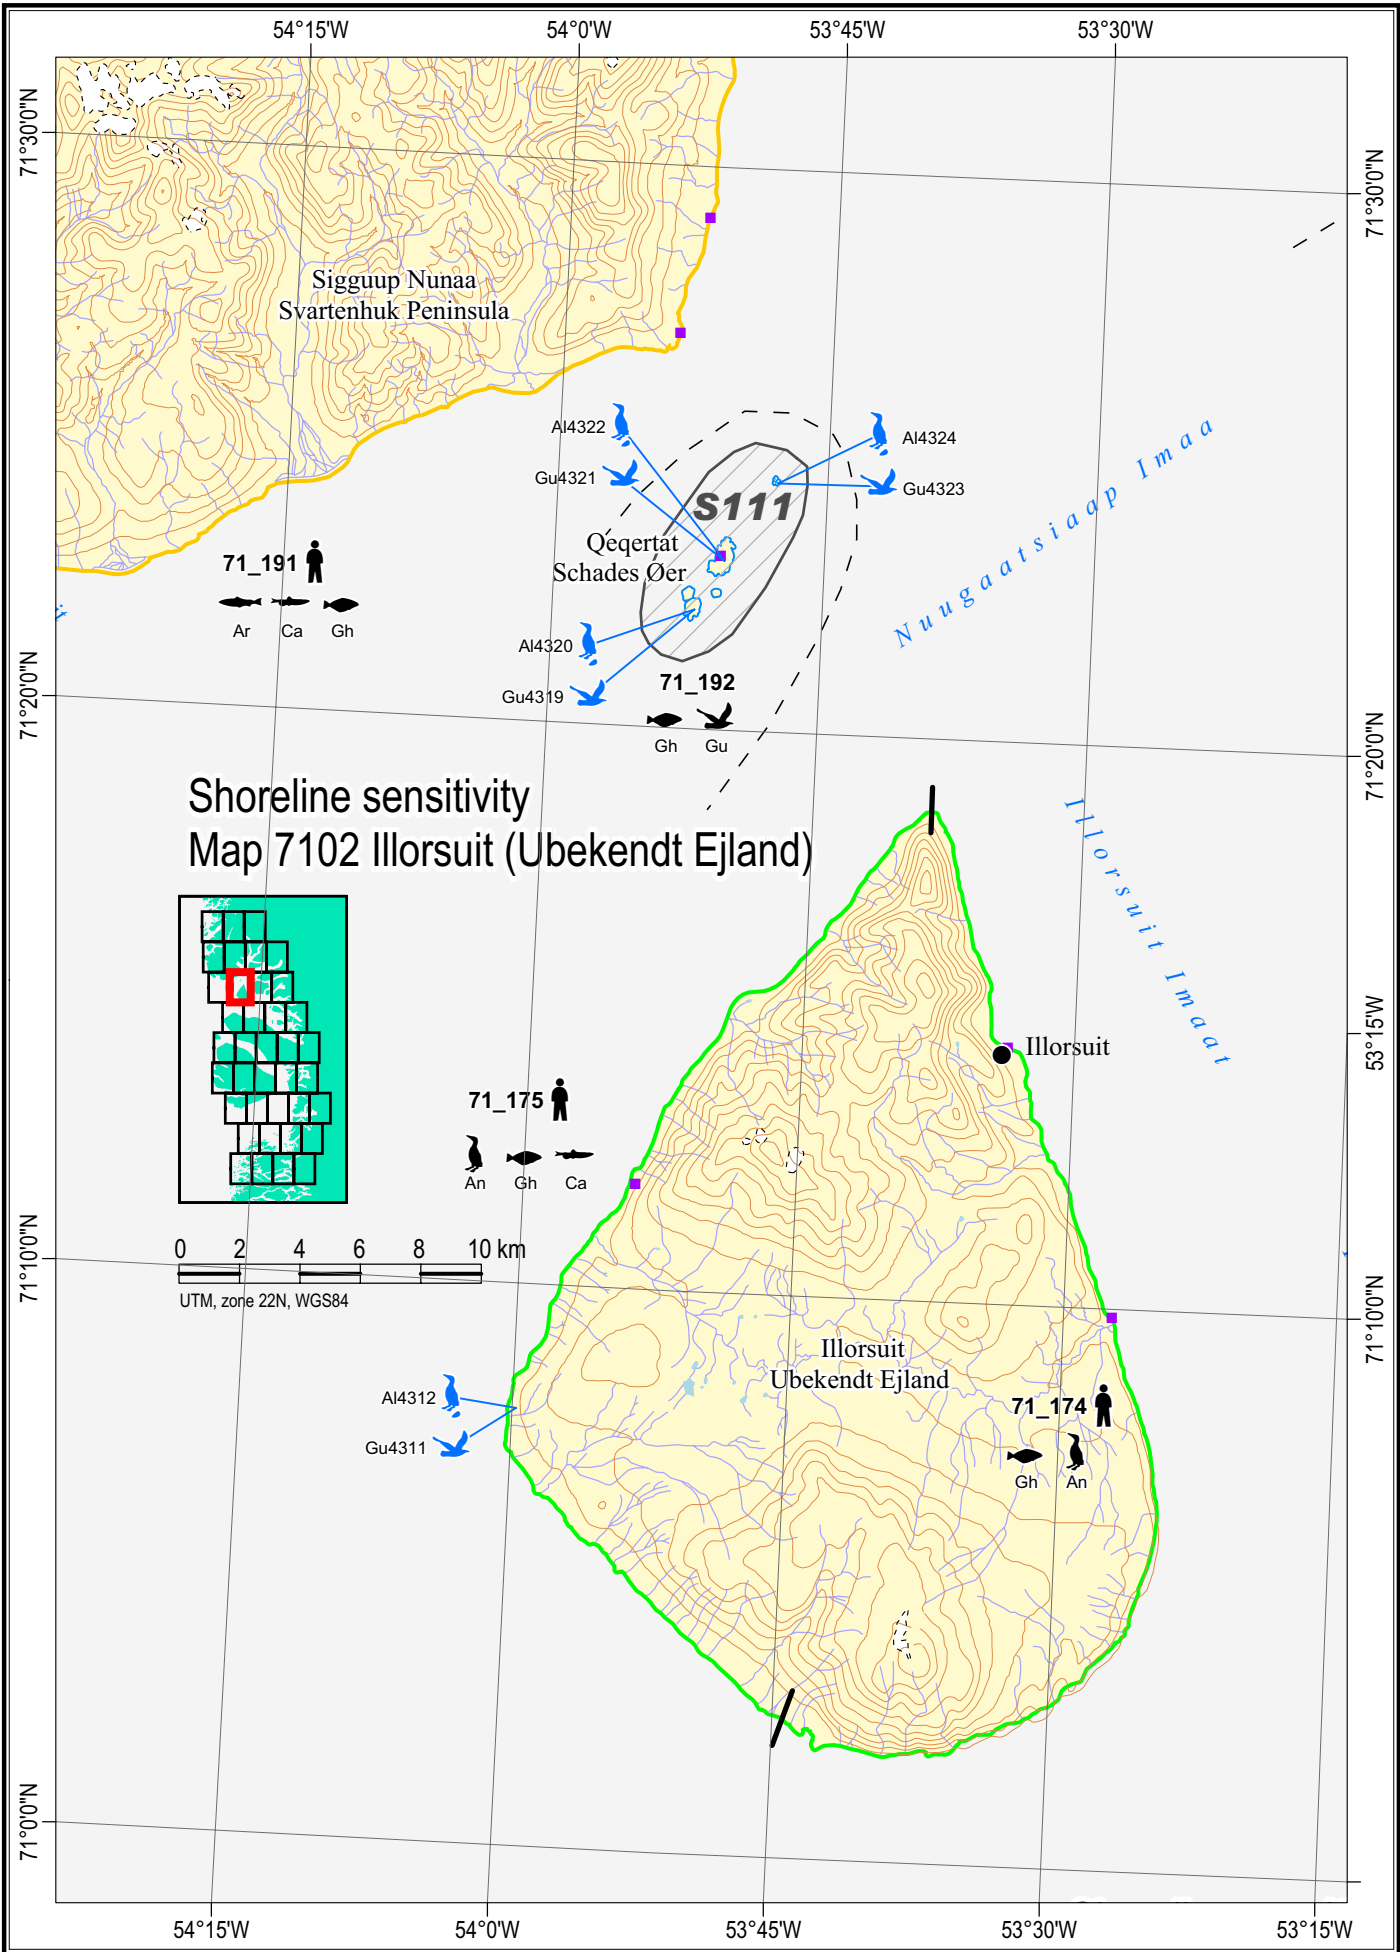 54°15'W
54°0'W
53°45'W
53°30'W
71°30'0"N
71°30'0"N
Sigguup Nunaa
Svartenhuk Peninsula
Al4322
Gu4321
Al4324
Gu4323
S111
Qeqertat
Schades Øer
Nuugaatsiaap Imaa
71_191
Ar
Ca
Gh
it
Al4320
Gu4319
71_192
Gh
Gu
71°20'0"N
71°20'0"N
Shoreline sensitivity
Map 7102 Illorsuit (Ubekendt Ejland)
Illorsuit Imaat
53°15'W
Illorsuit
71_175
An
Gh
Ca
0 2 4 6 8 10 km
UTM, zone 22N, WGS84
71°10'0"N
71°10'0"N
Illorsuit
Ubekendt Ejland
Al4312
Gu4311
71_174
Gh
An
71°0'0"N
54°15'W
54°0'W
53°45'W
53°30'W
53°15'W